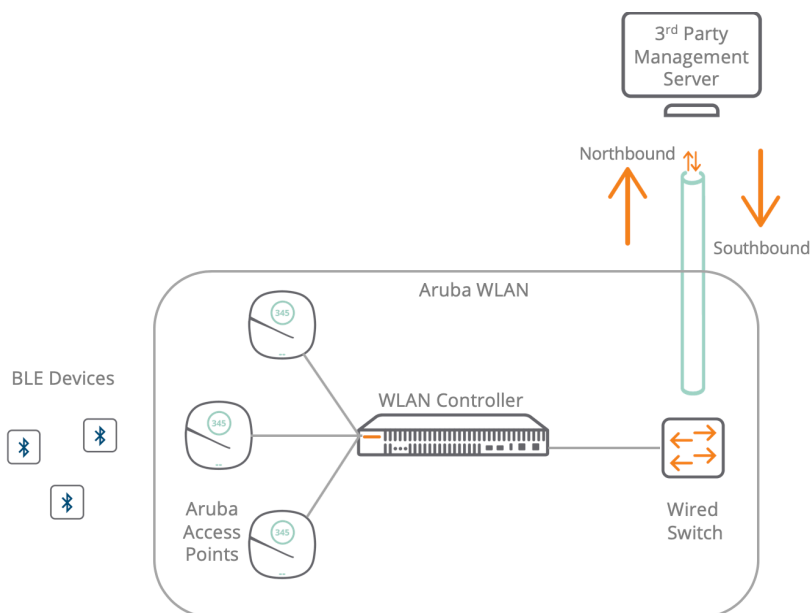 3rd Party
Management
Server
Northbound
Southbound
Aruba WLAN
345
BLE Devices
WLAN Controller
345
Aruba
Access
Points
345
Wired
Switch